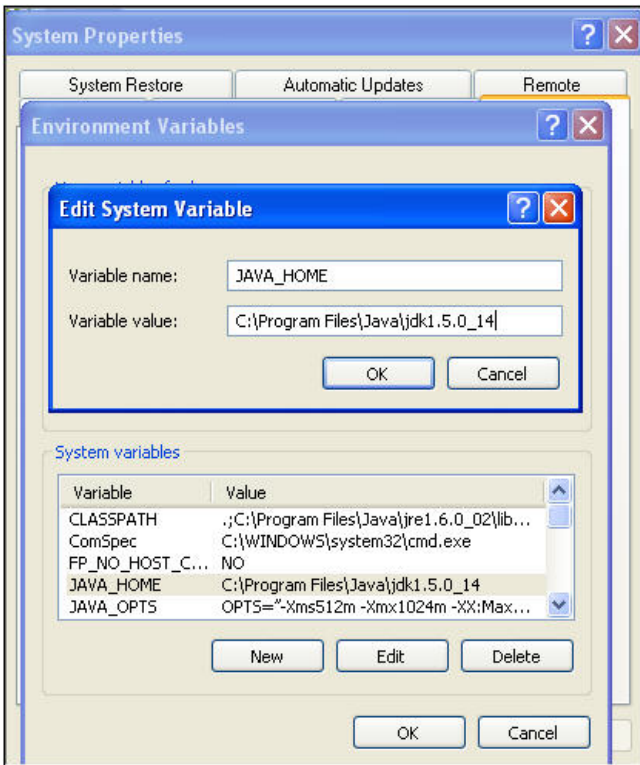 System Properties
System Restore Automatic Updates Remote
Environment Variables
Edit System Variable
Variable name: JAVA_HOME
Variable value: C:\Program Files\Java\jdk1.5.0_14
OK Cancel
System variables
Variable Value
CLASSPATH .;C:\Program Files\Java\jre1.6.0_02\lib...
ComSpec C:\WINDOWS\system32\cmd.exe
FP_NO_HOST_C... NO
JAVA_HOME C:\Program Files\Java\jdk1.5.0_14
JAVA_OPTS OPTS="-Xms512m -Xmx1024m -XX:Max...
New Edit Delete
OK Cancel